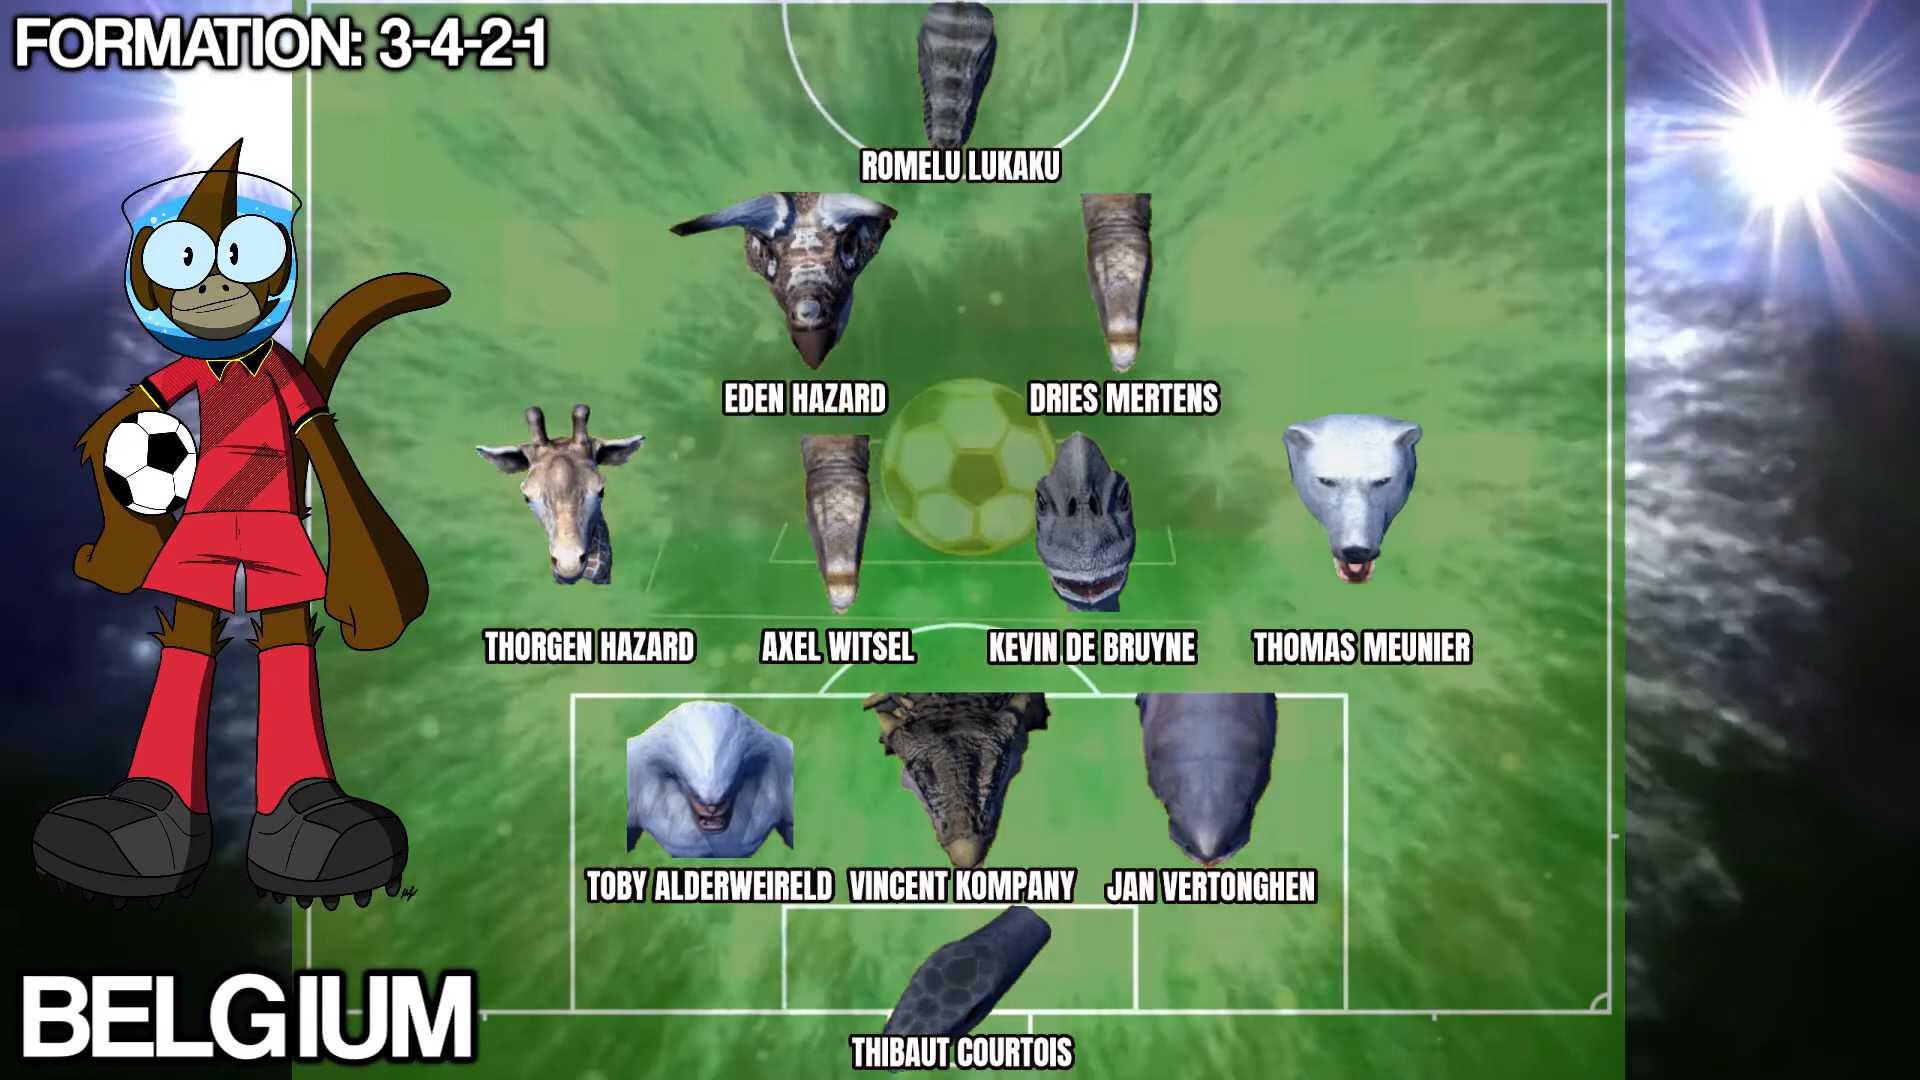 FORMATION: 3-4-2-1
ROMELU LUKAKU
EDEN HAZARD
DRIES MERTENS
THORGEN HAZARD
AXEL WITSEL
KEVIN DE BRUYNE
THOMAS MEUNIER
TOBY ALDERWEIRELD
VINCENT KOMPANY
JAN VERTONGHEN
THIBAUT COURTOIS
BELGIUM